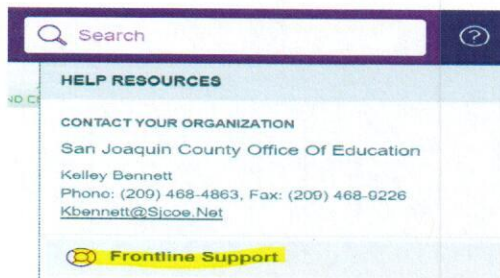 Search
HELP RESOURCES
CONTACT YOUR ORGANIZATION
San Joaquin County Office Of Education
Kelley Bennett
Phone: (209) 468-4863, Fax: (209) 468-9226
Kbennett@Sjcoe.Net
Frontline Support